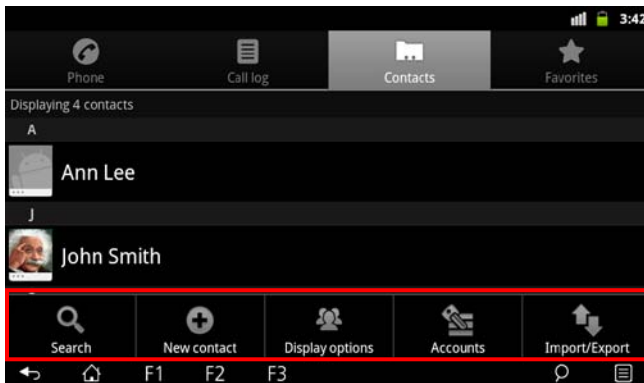 3:42
Phone Call log Contacts Favorites
Displaying 4 contacts
A
Ann Lee
J
John Smith
Search New contact Display options Accounts Import/Export
F1 F2 F3